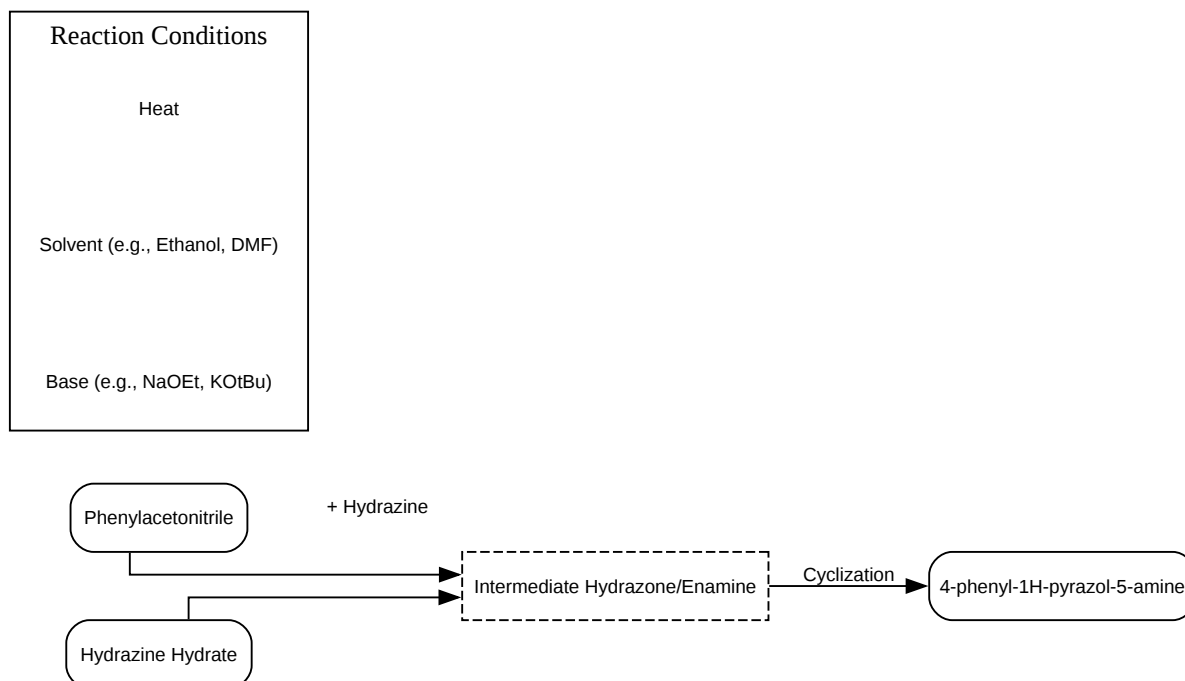 Reaction Conditions
Heat
Solvent (e.g., Ethanol, DMF)
Base (e.g., NaOEt, KOtBu)
Phenylacetonitrile
+ Hydrazine
Intermediate Hydrazone/Enamine
Cyclization
4-phenyl-1H-pyrazol-5-amine
Hydrazine Hydrate